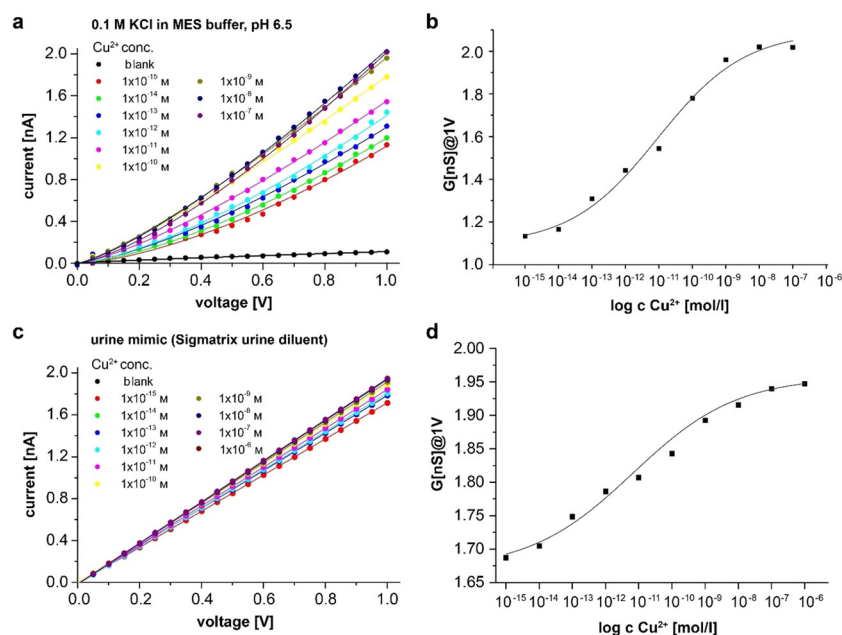 a
0.1 M KCl in MES buffer, pH 6.5
current [nA]
2.0
1.6
1.2
0.8
0.4
0.0
Cu²⁺ conc.
blank
1x10⁻¹⁵ M
1x10⁻¹⁴ M
1x10⁻¹³ M
1x10⁻¹² M
1x10⁻¹¹ M
1x10⁻¹⁰ M
1x10⁻⁹ M
1x10⁻⁸ M
1x10⁻⁷ M
0.0 0.2 0.4 0.6 0.8 1.0
voltage [V]
b
G[nS]@1V
2.2
2.0
1.8
1.6
1.4
1.2
1.0
10⁻¹⁵ 10⁻¹⁴ 10⁻¹³ 10⁻¹² 10⁻¹¹ 10⁻¹⁰ 10⁻⁹ 10⁻⁸ 10⁻⁷ 10⁻⁶
log c Cu²⁺ [mol/l]
c
urine mimic (Sigmatrix urine diluent)
current [nA]
2.0
1.6
1.2
0.8
0.4
0.0
Cu²⁺ conc.
blank
1x10⁻¹⁵ M
1x10⁻¹⁴ M
1x10⁻¹³ M
1x10⁻¹² M
1x10⁻¹¹ M
1x10⁻¹⁰ M
1x10⁻⁹ M
1x10⁻⁸ M
1x10⁻⁷ M
1x10⁻⁶ M
0.0 0.2 0.4 0.6 0.8 1.0
voltage [V]
d
G[nS]@1V
2.00
1.95
1.90
1.85
1.80
1.75
1.70
1.65
10⁻¹⁵ 10⁻¹⁴ 10⁻¹³ 10⁻¹² 10⁻¹¹ 10⁻¹⁰ 10⁻⁹ 10⁻⁸ 10⁻⁷ 10⁻⁶
log c Cu²⁺ [mol/l]